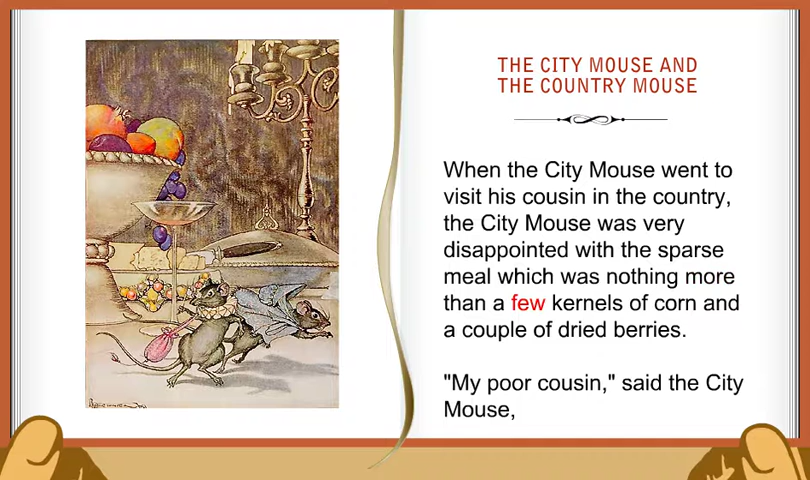 THE CITY MOUSE AND
THE COUNTRY MOUSE
When the City Mouse went to
visit his cousin in the country,
the City Mouse was very
disappointed with the sparse
meal which was nothing more
than a few kernels of corn and
a couple of dried berries.
"My poor cousin," said the City
Mouse,